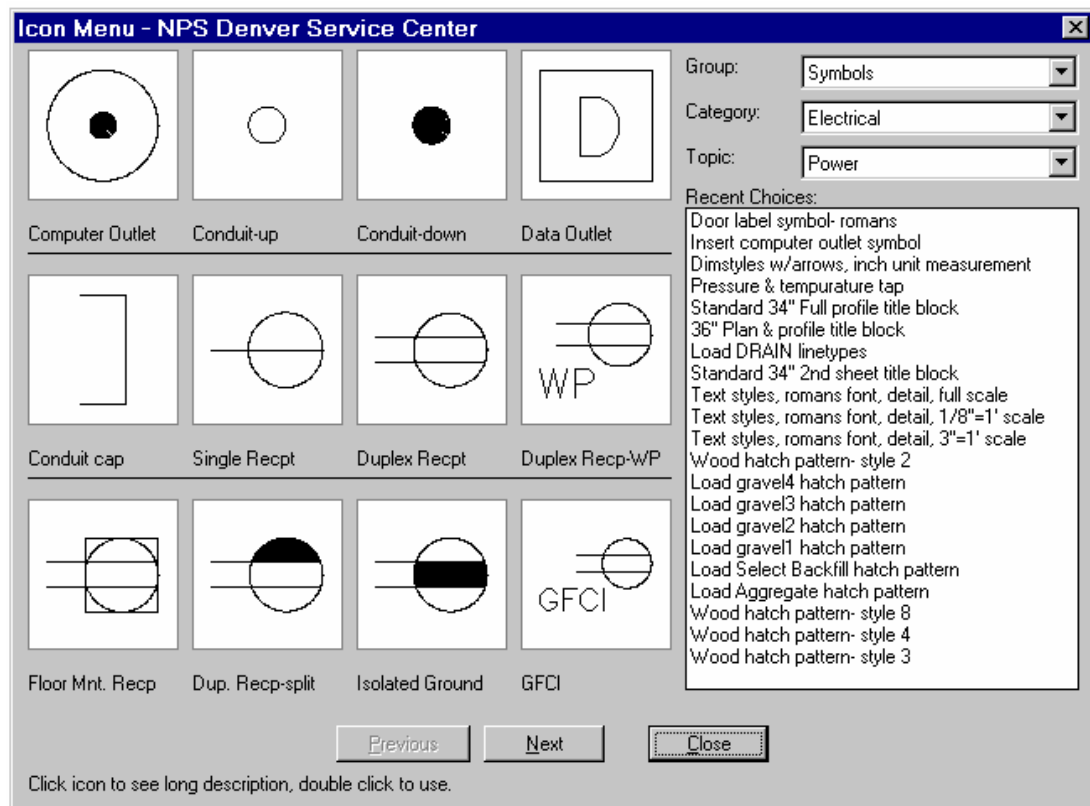 Icon Menu - NPS Denver Service Center
Computer Outlet
Conduit-up
Conduit-down
D
Data Outlet
Conduit cap
Single Recpt
Duplex Recpt
WP
Duplex Recp-WP
Floor Mnt. Recp
Dup. Recp-split
Isolated Ground
GFCI
GFCI
Group:
Symbols
Category:
Electrical
Topic:
Power
Recent Choices:
Door label symbol- romans
Insert computer outlet symbol
Dimstyles w/arrows, inch unit measurement
Pressure & tempurature tap
Standard 34" Full profile title block
36" Plan & profile title block
Load DRAIN linetypes
Standard 34" 2nd sheet title block
Text styles, romans font, detail, full scale
Text styles, romans font, detail, 1/8"=1' scale
Text styles, romans font, detail, 3"=1' scale
Wood hatch pattern- style 2
Load gravel4 hatch pattern
Load gravel3 hatch pattern
Load gravel2 hatch pattern
Load gravel1 hatch pattern
Load Select Backfill hatch pattern
Load Aggregate hatch pattern
Wood hatch pattern- style 8
Wood hatch pattern- style 4
Wood hatch pattern- style 3
Previous
Next
Close
Click icon to see long description, double click to use.